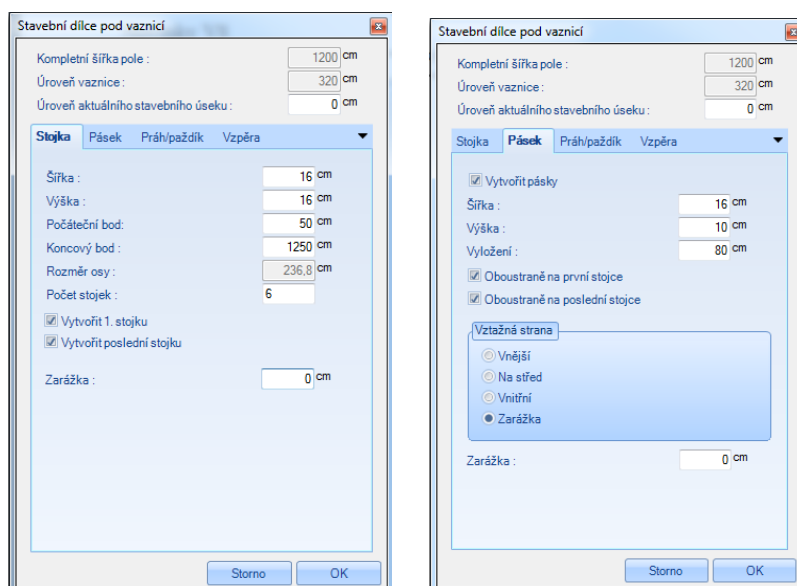 Stavební dílce pod vaznicí
Kompletní šířka pole : 1200 cm
Úroveň vaznice : 320 cm
Úroveň aktuálního stavebního úseku : 0 cm
Stojka Pásek Práh/paždík Vzpěra
Šířka : 16 cm
Výška : 16 cm
Počáteční bod: 50 cm
Koncový bod : 1250 cm
Rozměr osy : 236,8 cm
Počet stojek : 6
Vytvořit 1. stojku
Vytvořit poslední stojku
Zarážka : 0 cm
Storno OK
Stavební dílce pod vaznicí
Kompletní šířka pole : 1200 cm
Úroveň vaznice : 320 cm
Úroveň aktuálního stavebního úseku : 0 cm
Stojka Pásek Práh/paždík Vzpěra
Vytvořit pásky
Šířka : 16 cm
Výška : 10 cm
Vyložení : 80 cm
Oboustraně na první stojce
Oboustraně na poslední stojce
Vztažná strana
Vnější
Na střed
Vnitřní
Zarážka
Zarážka : 0 cm
Storno OK